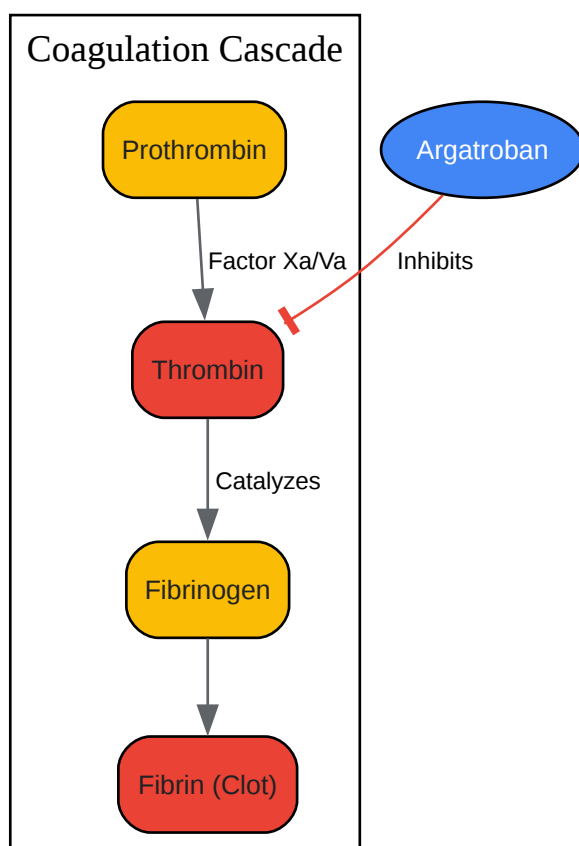 Coagulation Cascade
Prothrombin
Argatroban
Factor Xa/Va
Inhibits
Thrombin
Catalyzes
Fibrinogen
Fibrin (Clot)